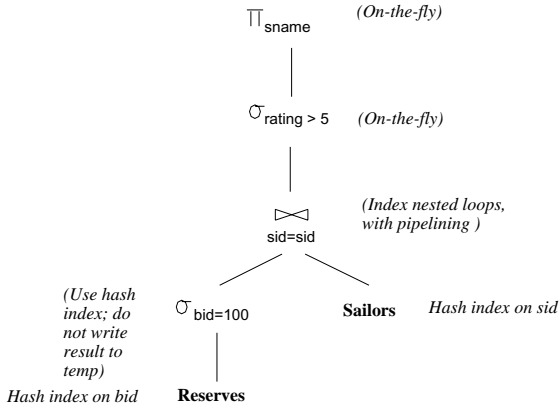 π sname (On-the-fly)
σ rating > 5 (On-the-fly)
⋈ (Index nested loops,
with pipelining )
sid=sid
(Use hash
index; do
not write
result to
temp)
σ bid=100
Sailors Hash index on sid
Hash index on bid Reserves